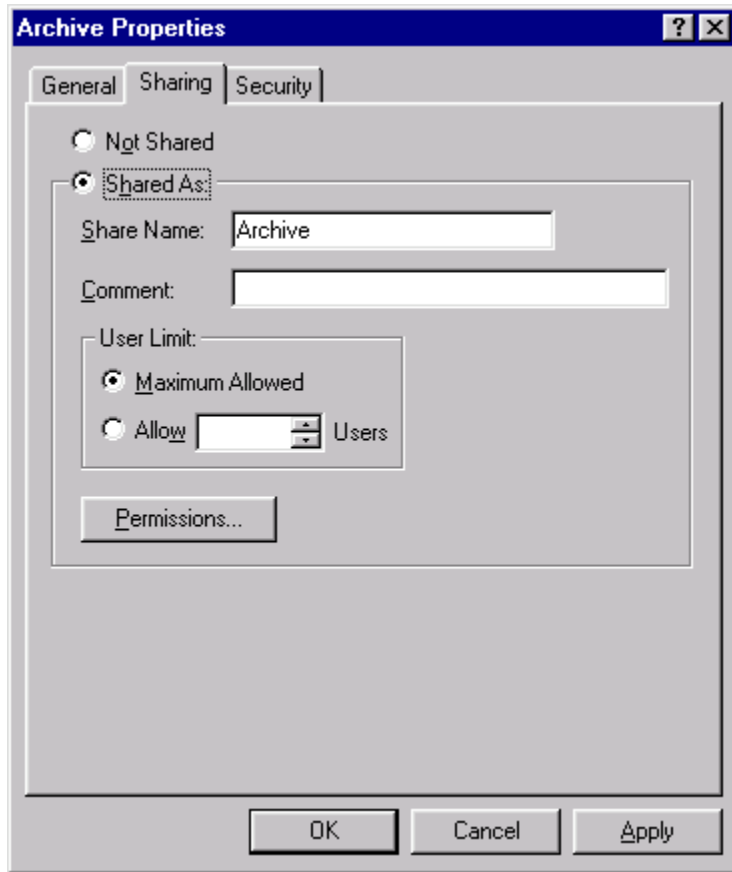 Archive Properties
General Sharing Security
Not Shared
Shared As:
Share Name: Archive
Comment:
User Limit:
Maximum Allowed
Allow Users
Permissions...
OK Cancel Apply